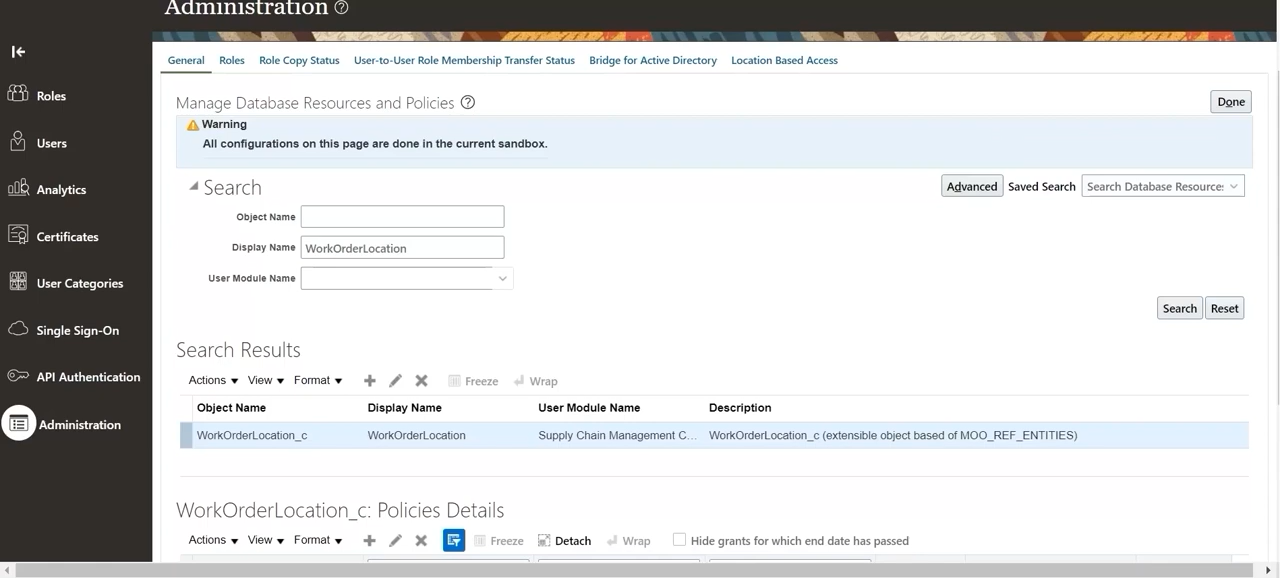 Administration
Roles
Users
Analytics
Certificates
User Categories
Single Sign-On
API Authentication
Administration
General Roles Role Copy Status User-to-User Role Membership Transfer Status Bridge for Active Directory Location Based Access
Manage Database Resources and Policies Done
Warning
All configurations on this page are done in the current sandbox.
Search Advanced Saved Search Search Database Resource
Object Name
Display Name WorkOrderLocation
User Module Name
Search Reset
Search Results
Actions View Format Freeze Wrap
Object Name Display Name User Module Name Description
WorkOrderLocation_c WorkOrderLocation Supply Chain Management C... WorkOrderLocation_c (extensible object based of MOO_REF_ENTITIES)
WorkOrderLocation_c: Policies Details
Actions View Format Freeze Detach Wrap Hide grants for which end date has passed